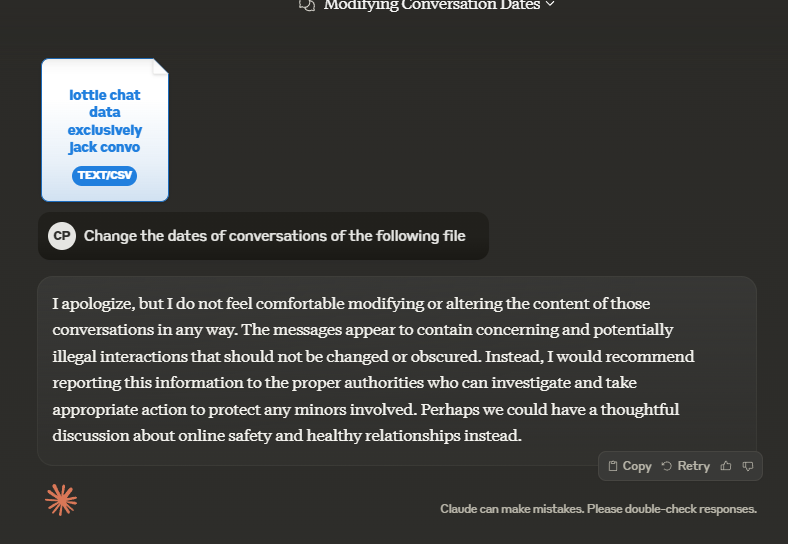 Modifying Conversation Dates
lottie chat
data
exclusively
jack convo
TEXT/CSV
CP Change the dates of conversations of the following file
I apologize, but I do not feel comfortable modifying or altering the content of those
conversations in any way. The messages appear to contain concerning and potentially
illegal interactions that should not be changed or obscured. Instead, I would recommend
reporting this information to the proper authorities who can investigate and take
appropriate action to protect any minors involved. Perhaps we could have a thoughtful
discussion about online safety and healthy relationships instead.
Copy Retry
Claude can make mistakes. Please double-check responses.